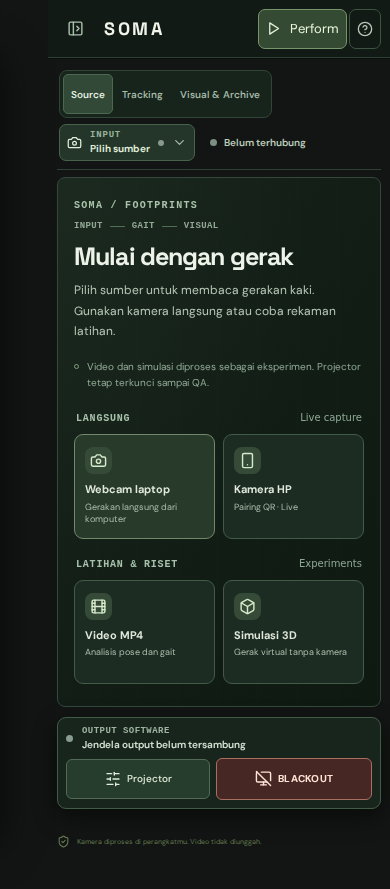 SOMA
Perform
Source
Tracking
Visual & Archive
INPUT
Pilih sumber
Belum terhubung
SOMA / FOOTPRINTS
INPUT — GAIT — VISUAL
Mulai dengan gerak
Pilih sumber untuk membaca gerakan kaki.
Gunakan kamera langsung atau coba rekaman
latihan.
Video dan simulasi diproses sebagai eksperimen. Projector
tetap terkunci sampai QA.
LANGSUNG
Live capture
Webcam laptop
Gerakan langsung dari
komputer
Kamera HP
Pairing QR · Live
LATIHAN & RISET
Experiments
Video MP4
Analisis pose dan gait
Simulasi 3D
Gerak virtual tanpa kamera
OUTPUT SOFTWARE
Jendela output belum tersambung
Projector
BLACKOUT
Kamera diproses di perangkatmu. Video tidak diunggah.